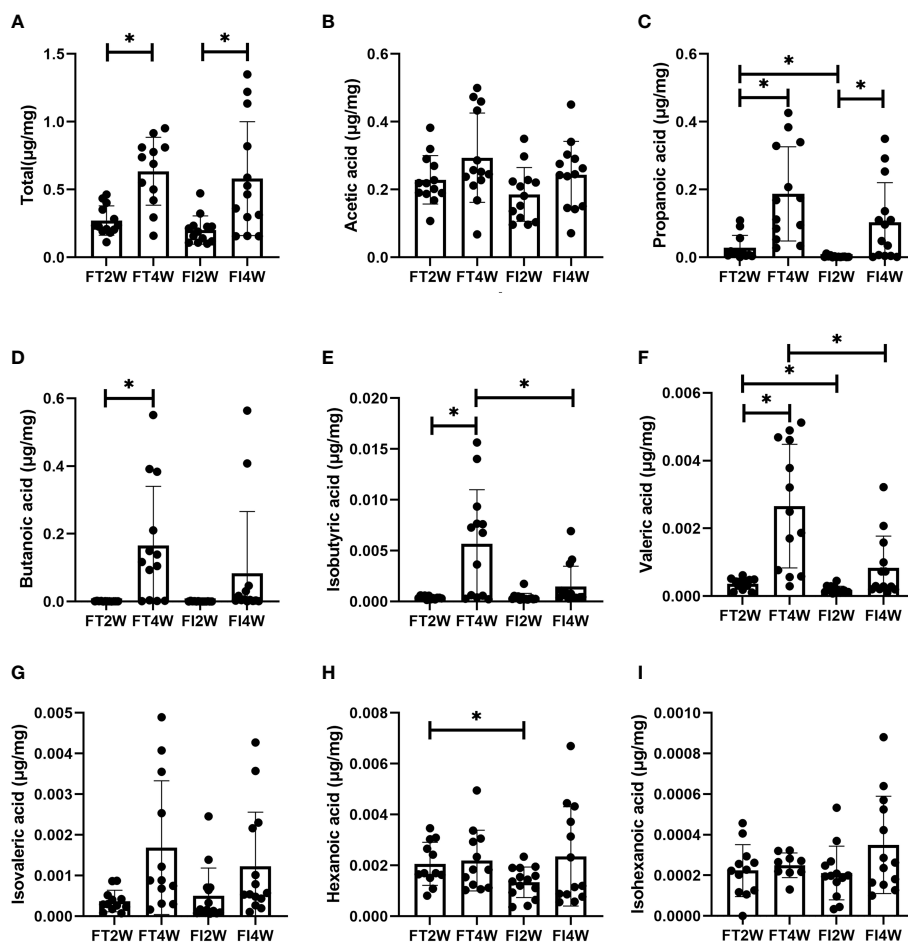 A
B
C
Total(μg/mg)
1.5
1.0
0.5
0.0
*
*
FT2W FT4W FI2W FI4W
Acetic acid (μg/mg)
0.6
0.4
0.2
0.0
FT2W FT4W FI2W FI4W
Propanoic acid (μg/mg)
0.6
0.4
0.2
0.0
*
*
*
FT2W FT4W FI2W FI4W
D
E
F
Butanoic acid (μg/mg)
0.6
0.4
0.2
0.0
*
FT2W FT4W FI2W FI4W
Isobutyric acid (μg/mg)
0.020
0.015
0.010
0.005
0.000
*
*
FT2W FT4W FI2W FI4W
Valeric acid (μg/mg)
0.006
0.004
0.002
0.000
*
*
*
FT2W FT4W FI2W FI4W
G
H
I
Isovaleric acid (μg/mg)
0.005
0.004
0.003
0.002
0.001
0.000
FT2W FT4W FI2W FI4W
Hexanoic acid (μg/mg)
0.008
0.006
0.004
0.002
0.000
*
FT2W FT4W FI2W FI4W
Isohexanoic acid (μg/mg)
0.0010
0.0008
0.0006
0.0004
0.0002
0.0000
FT2W FT4W FI2W FI4W